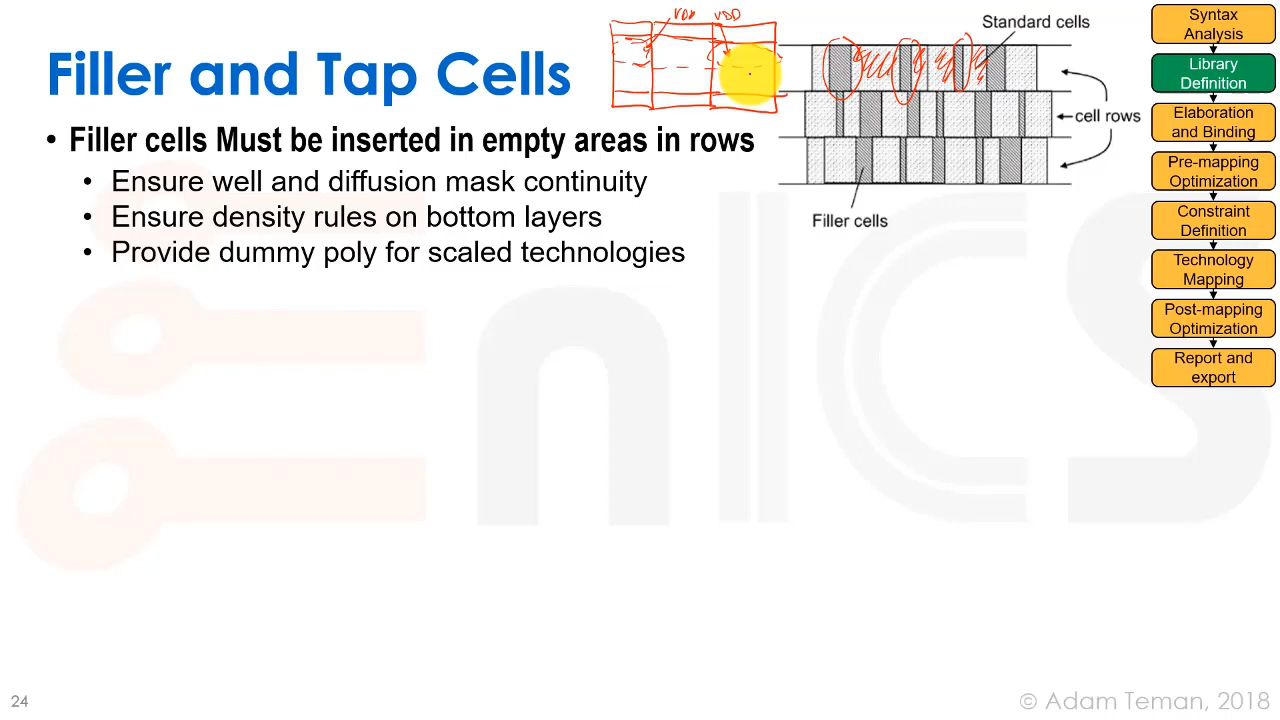 Filler and Tap Cells
• Filler cells Must be inserted in empty areas in rows
• Ensure well and diffusion mask continuity
• Ensure density rules on bottom layers
• Provide dummy poly for scaled technologies
VDD VDD
Standard cells
cell rows
Filler cells
Syntax
Analysis
Library
Definition
Elaboration
and Binding
Pre-mapping
Optimization
Constraint
Definition
Technology
Mapping
Post-mapping
Optimization
Report and
export
ENICS
24
© Adam Teman, 2018